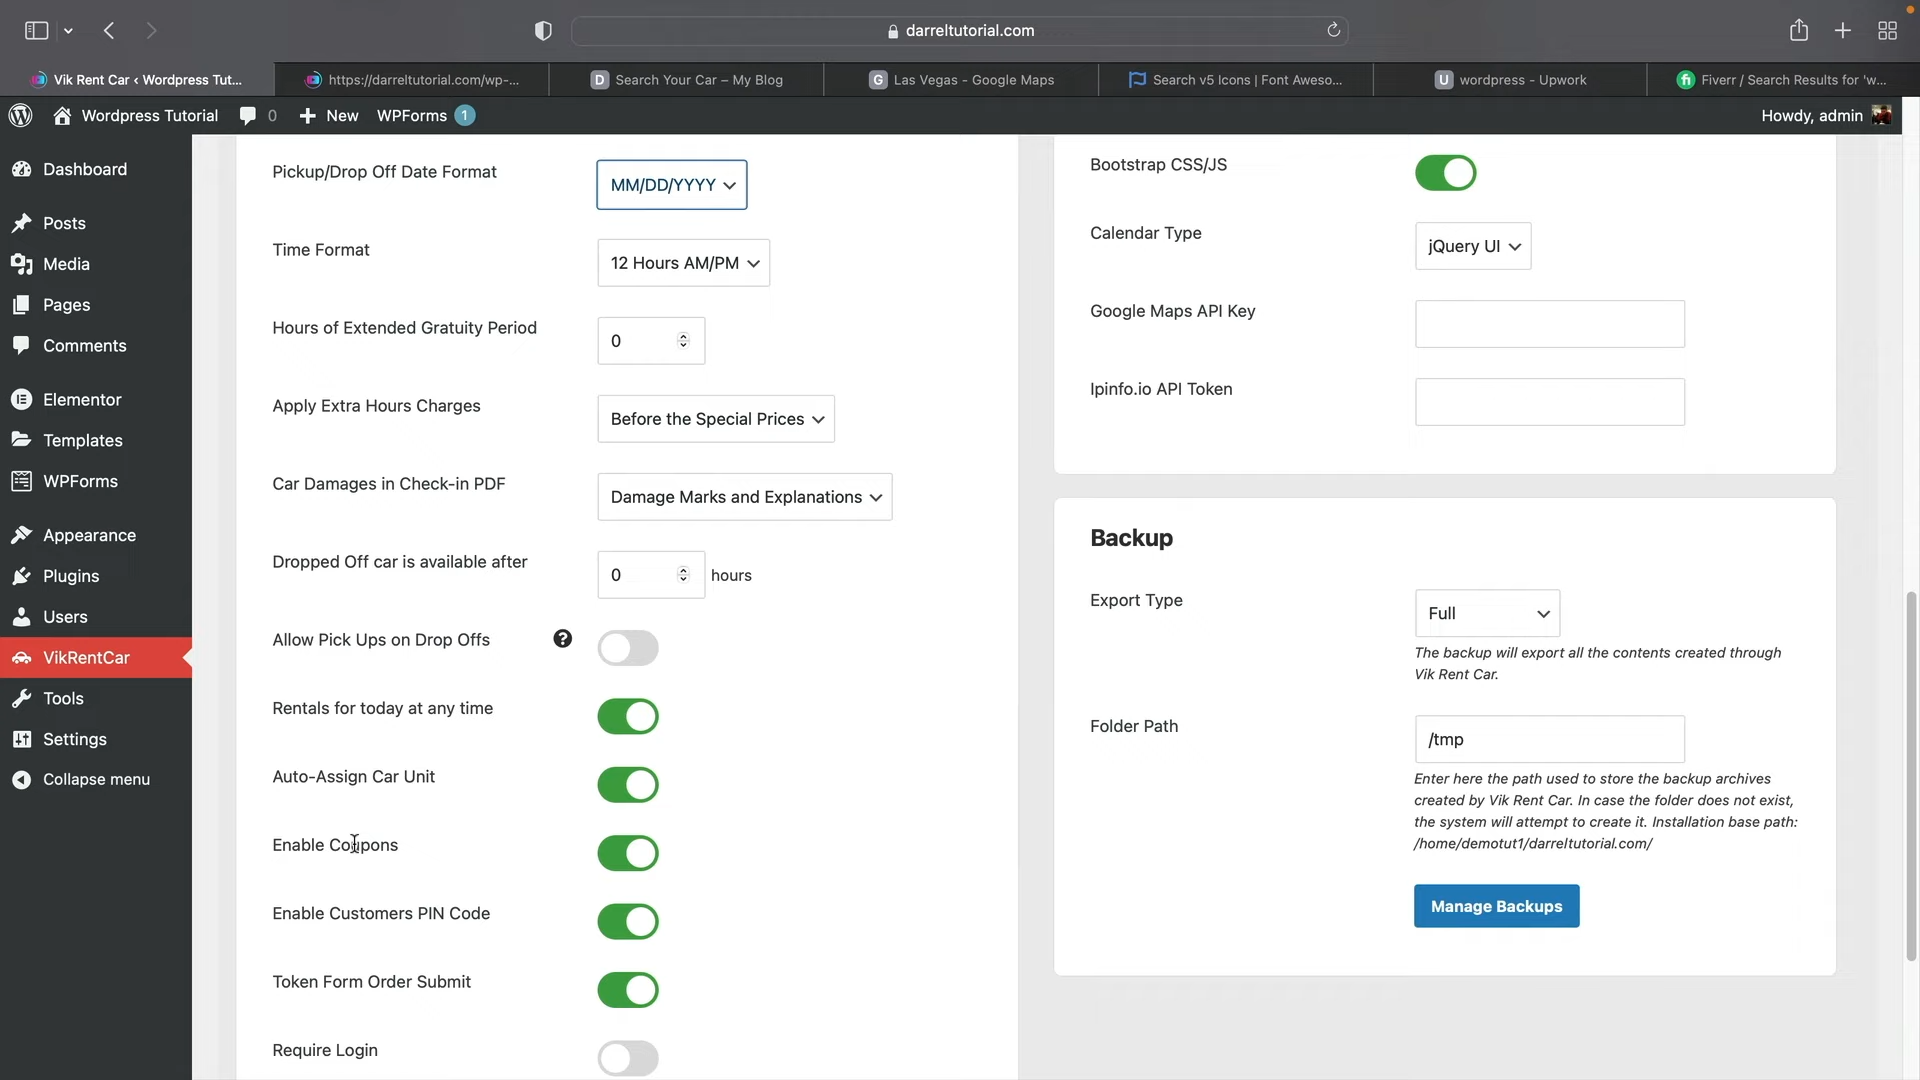 darreltutorial.com
Vik Rent Car ‹ Wordpress Tut...
https://darreltutorial.com/wp-...
D Search Your Car – My Blog
G Las Vegas - Google Maps
Search v5 Icons | Font Aweso...
U wordpress - Upwork
fi Fiverr / Search Results for 'w...
Wordpress Tutorial
0
New
WPForms 1
Howdy, admin
Dashboard
Posts
Media
Pages
Comments
Elementor
Templates
WPForms
Appearance
Plugins
Users
VikRentCar
Tools
Settings
Collapse menu
Pickup/Drop Off Date Format
MM/DD/YYYY
Time Format
12 Hours AM/PM
Hours of Extended Gratuity Period
0
Apply Extra Hours Charges
Before the Special Prices
Car Damages in Check-in PDF
Damage Marks and Explanations
Dropped Off car is available after
0 hours
Allow Pick Ups on Drop Offs ?
Rentals for today at any time
Auto-Assign Car Unit
Enable Coupons
Enable Customers PIN Code
Token Form Order Submit
Require Login
Bootstrap CSS/JS
Calendar Type
jQuery UI
Google Maps API Key
Ipinfo.io API Token
Backup
Export Type
Full
The backup will export all the contents created through
Vik Rent Car.
Folder Path
/tmp
Enter here the path used to store the backup archives
created by Vik Rent Car. In case the folder does not exist,
the system will attempt to create it. Installation base path:
/home/demotut1/darreltutorial.com/
Manage Backups